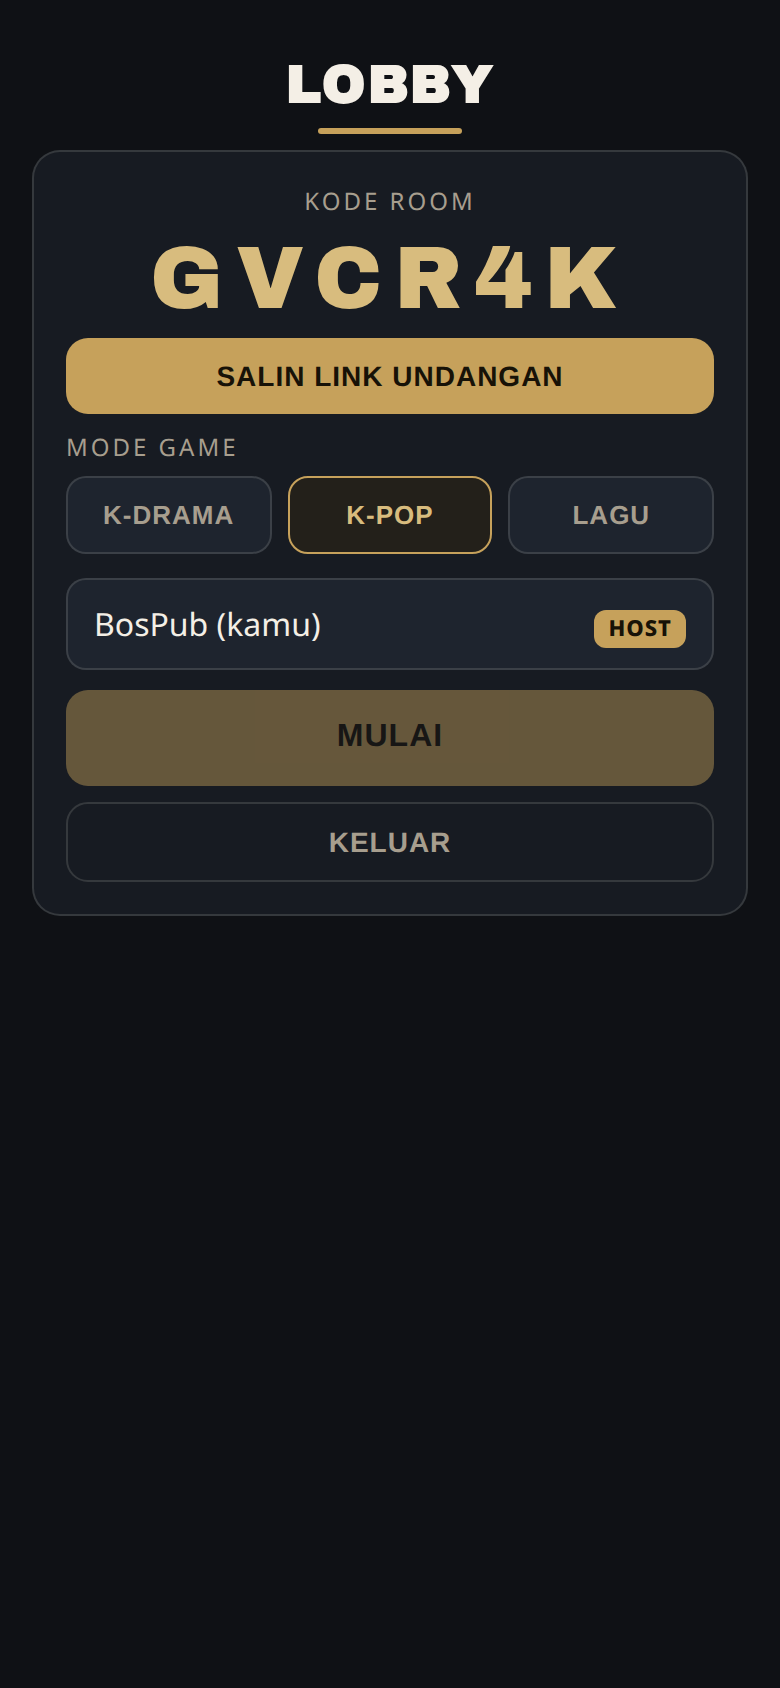 LOBBY
KODE ROOM
GVCR4K
SALIN LINK UNDANGAN
MODE GAME
K-DRAMA K-POP LAGU
BosPub (kamu) HOST
MULAI
KELUAR